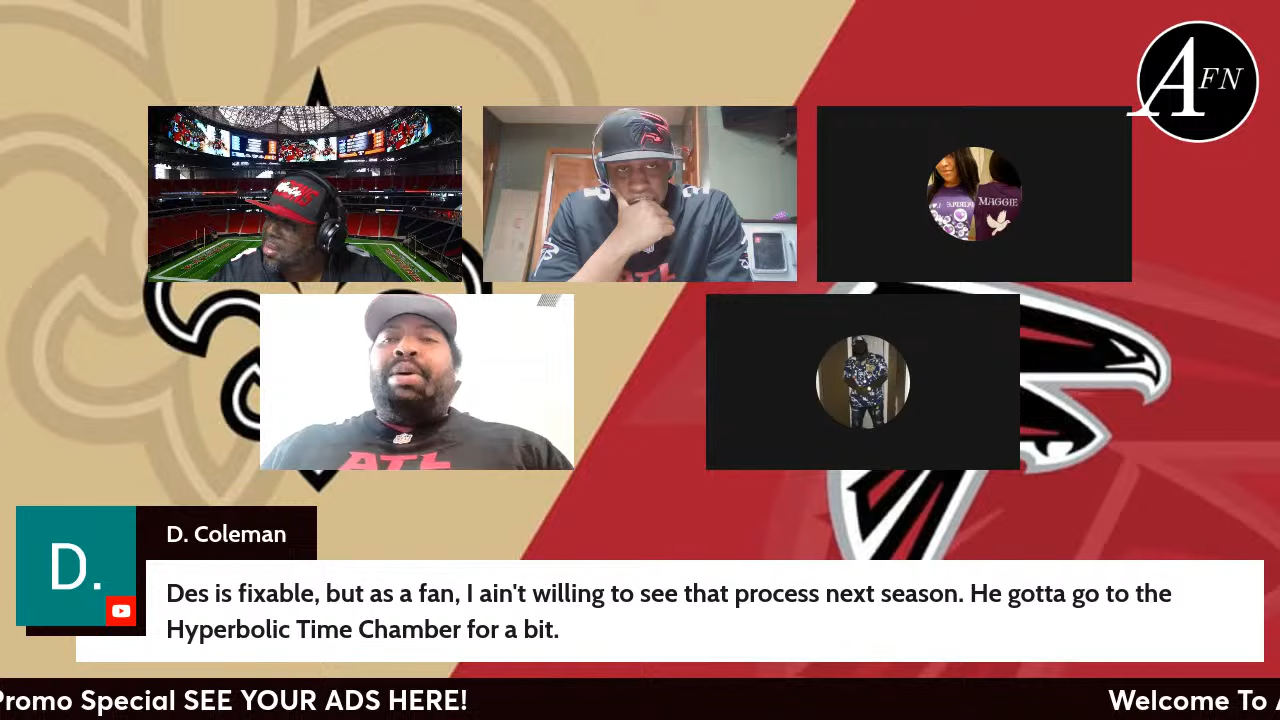 A FN
MAGGIE
ATL
ATL
D.
D. Coleman
Des is fixable, but as a fan, I ain't willing to see that process next season. He gotta go to the
Hyperbolic Time Chamber for a bit.
Promo Special SEE YOUR ADS HERE!
Welcome To A